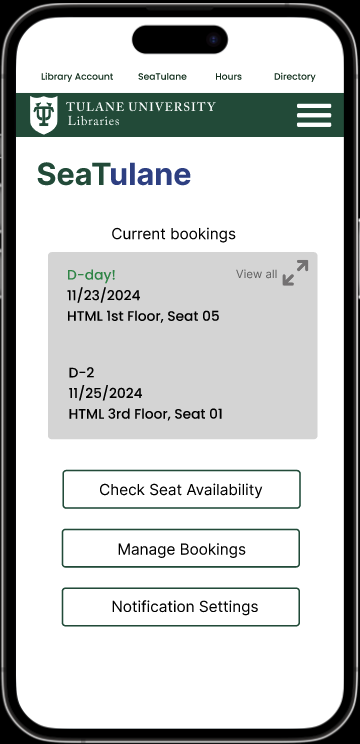 Library Account SeaTulane Hours Directory
TULANE UNIVERSITY
Libraries
SeaTulane
Current bookings
D-day! View all
11/23/2024
HTML 1st Floor, Seat 05
D-2
11/25/2024
HTML 3rd Floor, Seat 01
Check Seat Availability
Manage Bookings
Notification Settings